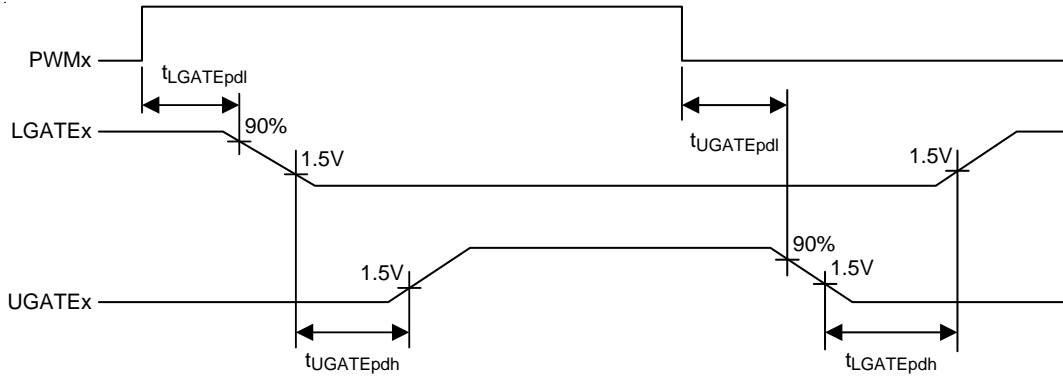 PWMx
tLGATEpdl
LGATEx
90%
1.5V
tUGATEpdl
1.5V
90%
1.5V
1.5V
UGATEx
tUGATEpdh
tLGATEpdh